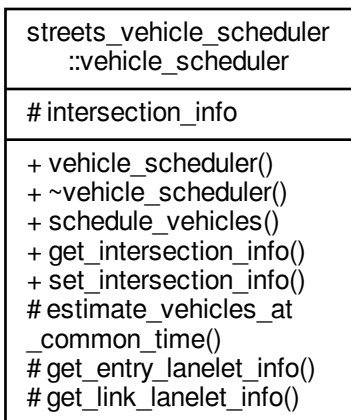 streets_vehicle_scheduler
::vehicle_scheduler
# intersection_info
+ vehicle_scheduler()
+ ~vehicle_scheduler()
+ schedule_vehicles()
+ get_intersection_info()
+ set_intersection_info()
# estimate_vehicles_at
_common_time()
# get_entry_lanelet_info()
# get_link_lanelet_info()